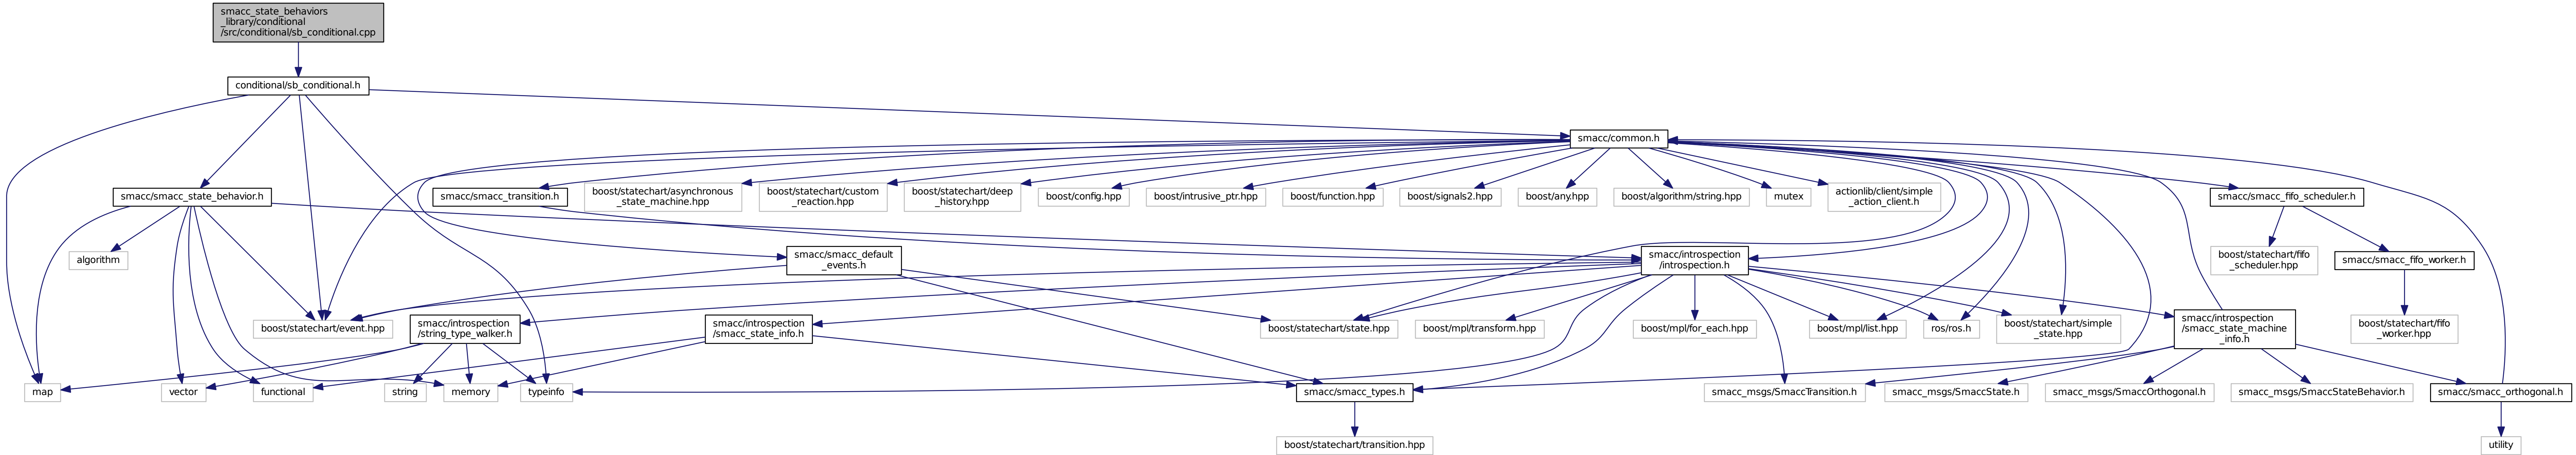 smacc_state_behaviors
_library/conditional
/src/conditional/sb_conditional.cpp
conditional/sb_conditional.h
smacc/common.h
smacc/smacc_state_behavior.h
smacc/smacc_transition.h
boost/statechart/asynchronous
_state_machine.hpp
boost/statechart/custom
_reaction.hpp
boost/statechart/deep
_history.hpp
boost/config.hpp
boost/intrusive_ptr.hpp
boost/function.hpp
boost/signals2.hpp
boost/any.hpp
boost/algorithm/string.hpp
mutex
actionlib/client/simple
_action_client.h
smacc/smacc_fifo_scheduler.h
algorithm
smacc/smacc_default
_events.h
smacc/introspection
/introspection.h
boost/statechart/fifo
_scheduler.hpp
smacc/smacc_fifo_worker.h
boost/statechart/event.hpp
smacc/introspection
/string_type_walker.h
smacc/introspection
/smacc_state_info.h
boost/statechart/state.hpp
boost/mpl/transform.hpp
boost/mpl/for_each.hpp
boost/mpl/list.hpp
ros/ros.h
boost/statechart/simple
_state.hpp
smacc/introspection
/smacc_state_machine
_info.h
boost/statechart/fifo
_worker.hpp
map
vector
functional
string
memory
typeinfo
smacc/smacc_types.h
smacc_msgs/SmaccTransition.h
smacc_msgs/SmaccState.h
smacc_msgs/SmaccOrthogonal.h
smacc_msgs/SmaccStateBehavior.h
smacc/smacc_orthogonal.h
boost/statechart/transition.hpp
utility